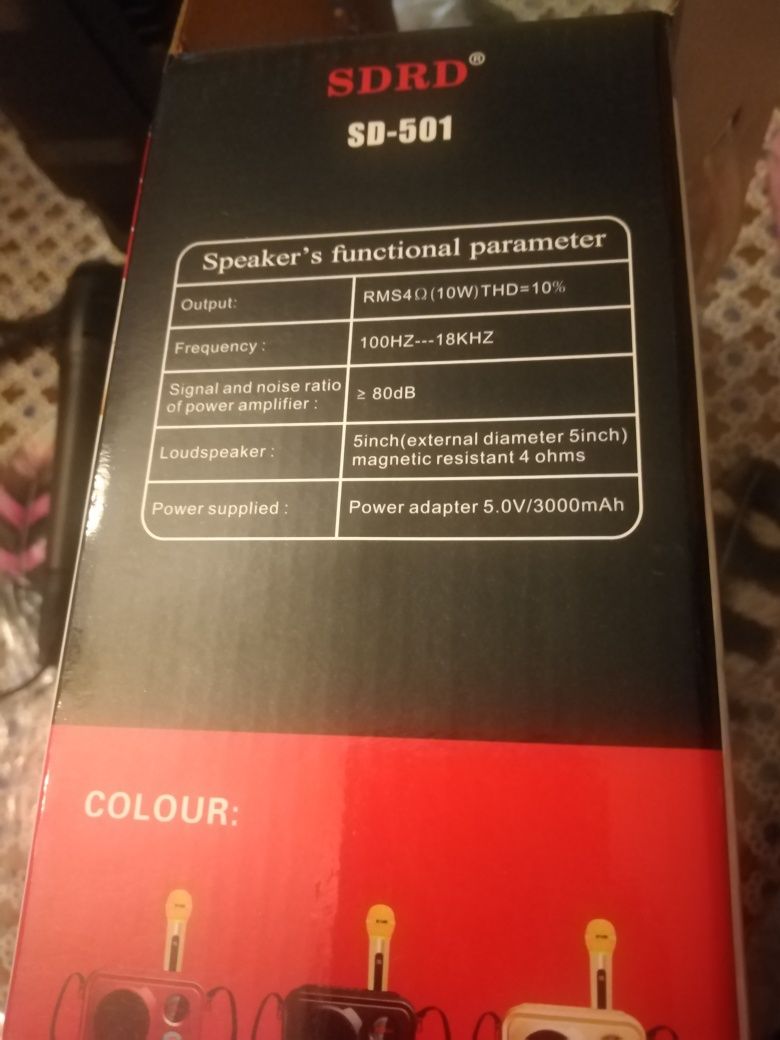 SDRD®
SD-501
Speaker's functional parameter
Output: RMS4Ω(10W)THD=10%
Frequency : 100HZ---18KHZ
Signal and noise ratio
of power amplifier : ≥ 80dB
Loudspeaker : 5inch(external diameter 5inch)
magnetic resistant 4 ohms
Power supplied : Power adapter 5.0V/3000mAh
COLOUR: